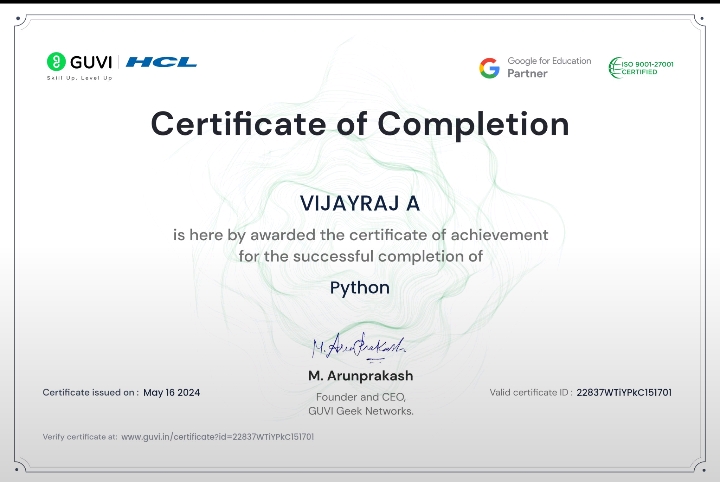 GUVI HCL
Skill Up. Level Up
Google for Education
Partner
ISO 9001-27001
CERTIFIED
Certificate of Completion
VIJAYRAJ A
is here by awarded the certificate of achievement
for the successful completion of
Python
M. Arunprakash
M. Arunprakash
Founder and CEO,
GUVI Geek Networks.
Certificate issued on : May 16 2024
Valid certificate ID : 22837WTiYPkC151701
Verify certificate at: www.guvi.in/certificate?id=22837WTiYPkC151701